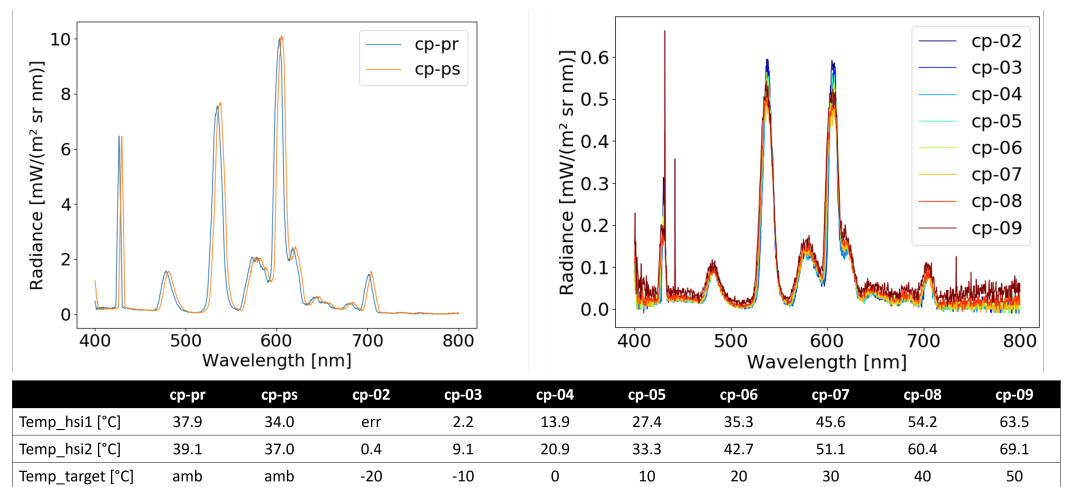 Radiance [mW/(m² sr nm)]
10
8
6
4
2
0
400 500 600 700 800
Wavelength [nm]
cp-pr
cp-ps
Radiance [mW/(m² sr nm)]
0.6
0.5
0.4
0.3
0.2
0.1
0.0
400 500 600 700 800
Wavelength [nm]
cp-02
cp-03
cp-04
cp-05
cp-06
cp-07
cp-08
cp-09
cp-pr cp-ps cp-02 cp-03 cp-04 cp-05 cp-06 cp-07 cp-08 cp-09
Temp_hsi1 [°C] 37.9 34.0 err 2.2 13.9 27.4 35.3 45.6 54.2 63.5
Temp_hsi2 [°C] 39.1 37.0 0.4 9.1 20.9 33.3 42.7 51.1 60.4 69.1
Temp_target [°C] amb amb -20 -10 0 10 20 30 40 50